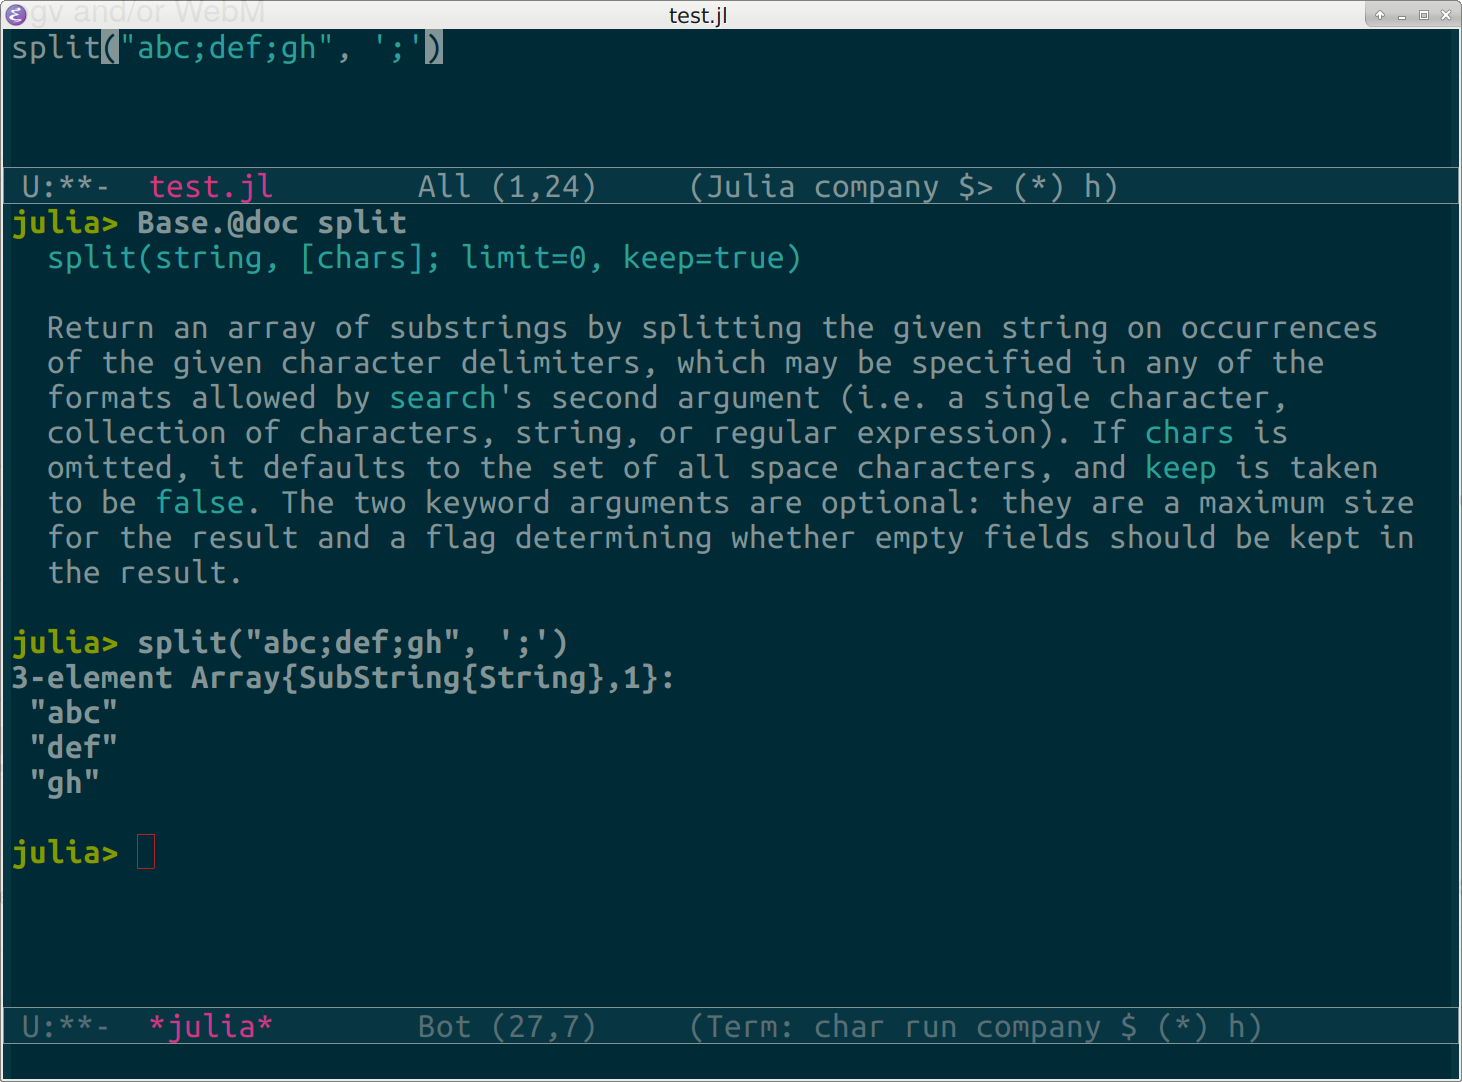 gv and/or WebM
test.jl
split("abc;def;gh", ';')
U:**-  test.jl        All (1,24)     (Julia company $> (*) h)
julia> Base.@doc split
  split(string, [chars]; limit=0, keep=true)
  Return an array of substrings by splitting the given string on occurrences
  of the given character delimiters, which may be specified in any of the
  formats allowed by search's second argument (i.e. a single character,
  collection of characters, string, or regular expression). If chars is
  omitted, it defaults to the set of all space characters, and keep is taken
  to be false. The two keyword arguments are optional: they are a maximum size
  for the result and a flag determining whether empty fields should be kept in
  the result.
julia> split("abc;def;gh", ';')
3-element Array{SubString{String},1}:
 "abc"
 "def"
 "gh"
julia>
U:**-  *julia*        Bot (27,7)     (Term: char run company $ (*) h)